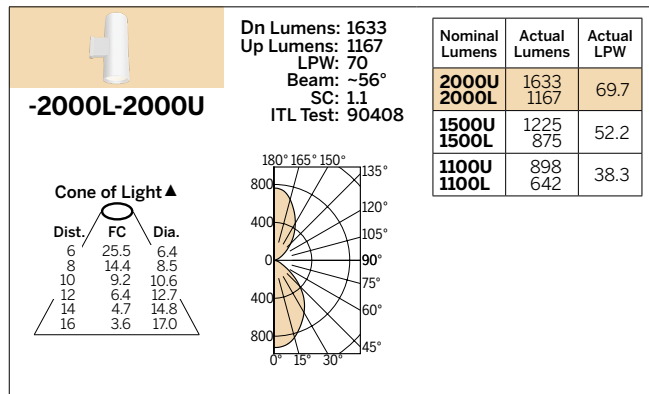 -2000L-2000U
Dn Lumens: 1633
Up Lumens: 1167
LPW: 70
Beam: ~56°
SC: 1.1
ITL Test: 90408
Nominal Lumens Actual Lumens Actual LPW
2000U 1633
2000L 1167 69.7
1500U 1225
1500L 875 52.2
1100U 898
1100L 642 38.3
Cone of Light▲
Dist. FC Dia.
6 25.5 6.4
8 14.4 8.5
10 9.2 10.6
12 6.4 12.7
14 4.7 14.8
16 3.6 17.0
180° 165° 150°
135°
800
120°
400
105°
0 90°
75°
400
60°
800
45°
0° 15° 30°